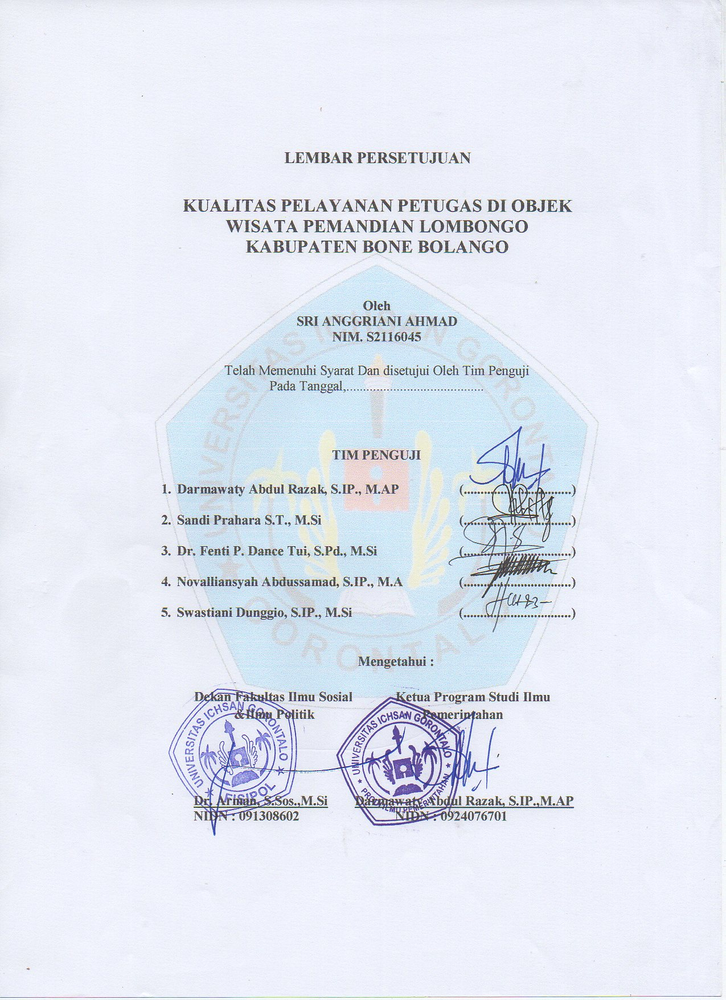 LEMBAR PERSETUJUAN
KUALITAS PELAYANAN PETUGAS DI OBJEK
WISATA PEMANDIAN LOMBONGO
KABUPATEN BONE BOLANGO
Oleh
SRI ANGGRIANI AHMAD
NIM. S2116045
Telah Memenuhi Syarat Dan disetujui Oleh Tim Penguji
Pada Tanggal,.........................................
TIM PENGUJI
1. Darmawaty Abdul Razak, S.IP., M.AP (.................................)
2. Sandi Prahara S.T., M.Si (.................................)
3. Dr. Fenti P. Dance Tui, S.Pd., M.Si (.................................)
4. Novalliansyah Abdussamad, S.IP., M.A (.................................)
5. Swastiani Dunggio, S.IP., M.Si (.................................)
UNIVERSITAS ICHSAN GORONTALO
GORONTALO
Mengetahui :
Dekan Fakultas Ilmu Sosial
&Ilmu Politik
Ketua Program Studi Ilmu
Pemerintahan
UNIVERSITAS ICHSAN GORONTALO
FISIPOL
UNIVERSITAS ICHSAN GORONTALO
PRODI ILMU PEMERINTAHAN
Dr. Arman, S.Sos.,M.Si
NIDN : 091308602
Darmawaty Abdul Razak, S.IP.,M.AP
NIDN : 0924076701